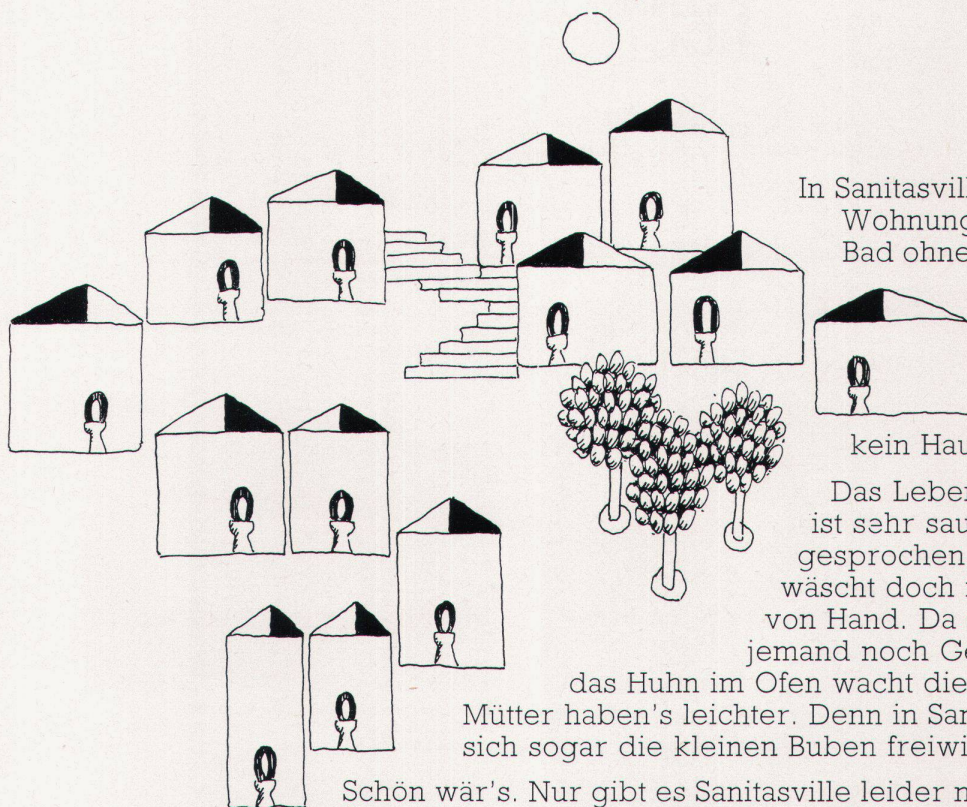 In Sanitasvill
Wohnung
Bad ohne
kein Hau
Das Leben
ist sehr sau
gesprochen
wäscht doch
von Hand. Da
jemand noch Ge
das Huhn im Ofen wacht die
Mütter haben's leichter. Denn in San
sich sogar die kleinen Buben freiwi
Schön wär's. Nur gibt es Sanitasville leider n